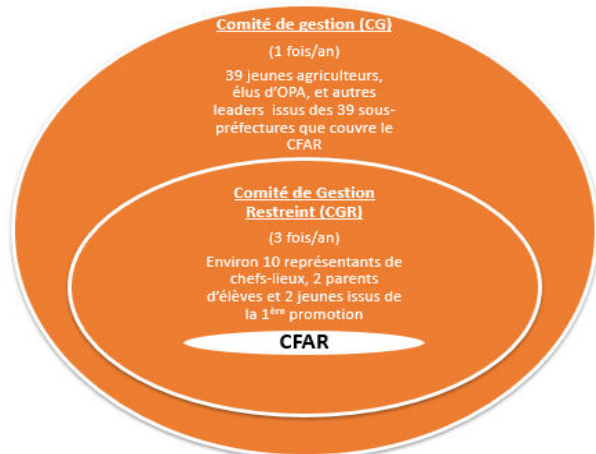 Comité de gestion (CG)
(1 fois/an)
39 jeunes agriculteurs,
élus d'OPA, et autres
leaders issus des 39 sous-
préfectures que couvre le
CFAR
Comité de Gestion
Restreint (CGR)
(3 fois/an)
Environ 10 représentants de
chefs-lieux, 2 parents
d'élèves et 2 jeunes issus de
la 1ère promotion
CFAR